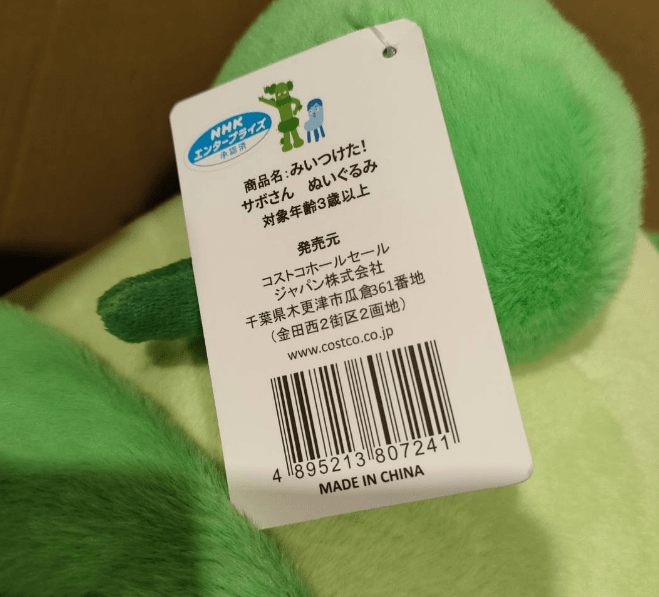 NHK
エンタープライズ
承認済
商品名:みいつけた!
サボさん ぬいぐるみ
対象年齢3歳以上
発売元
コストコホールセール
ジャパン株式会社
千葉県木更津市瓜倉361番地
(金田西2街区2画地)
www.costco.co.jp
4 895213 807241
MADE IN CHINA